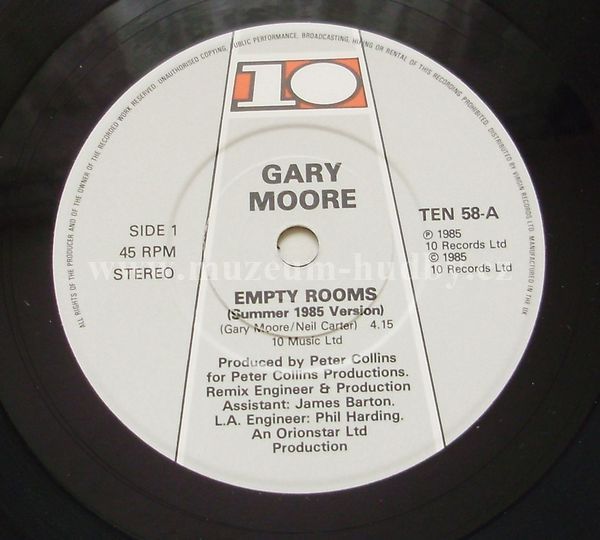 ALL RIGHTS OF THE PRODUCER AND OF THE OWNER OF THE RECORDED WORK RESERVED. UNAUTHORISED COPYING, PUBLIC PERFORMANCE, BROADCASTING, HIRING OR RENTAL OF THIS RECORDING PROHIBITED. DISTRIBUTED BY VIRGIN RECORDS LTD. MANUFACTURED IN THE UK
10
GARY
MOORE
SIDE 1
45 RPM
STEREO
TEN 58-A
℗ 1985
10 Records Ltd
© 1985
10 Records Ltd
www.muzeum-hudby.cz
EMPTY ROOMS
(Summer 1985 Version)
(Gary Moore/Neil Carter) 4.15
10 Music Ltd
Produced by Peter Collins
for Peter Collins Productions.
Remix Engineer & Production
Assistant: James Barton.
L.A. Engineer: Phil Harding.
An Orionstar Ltd
Production